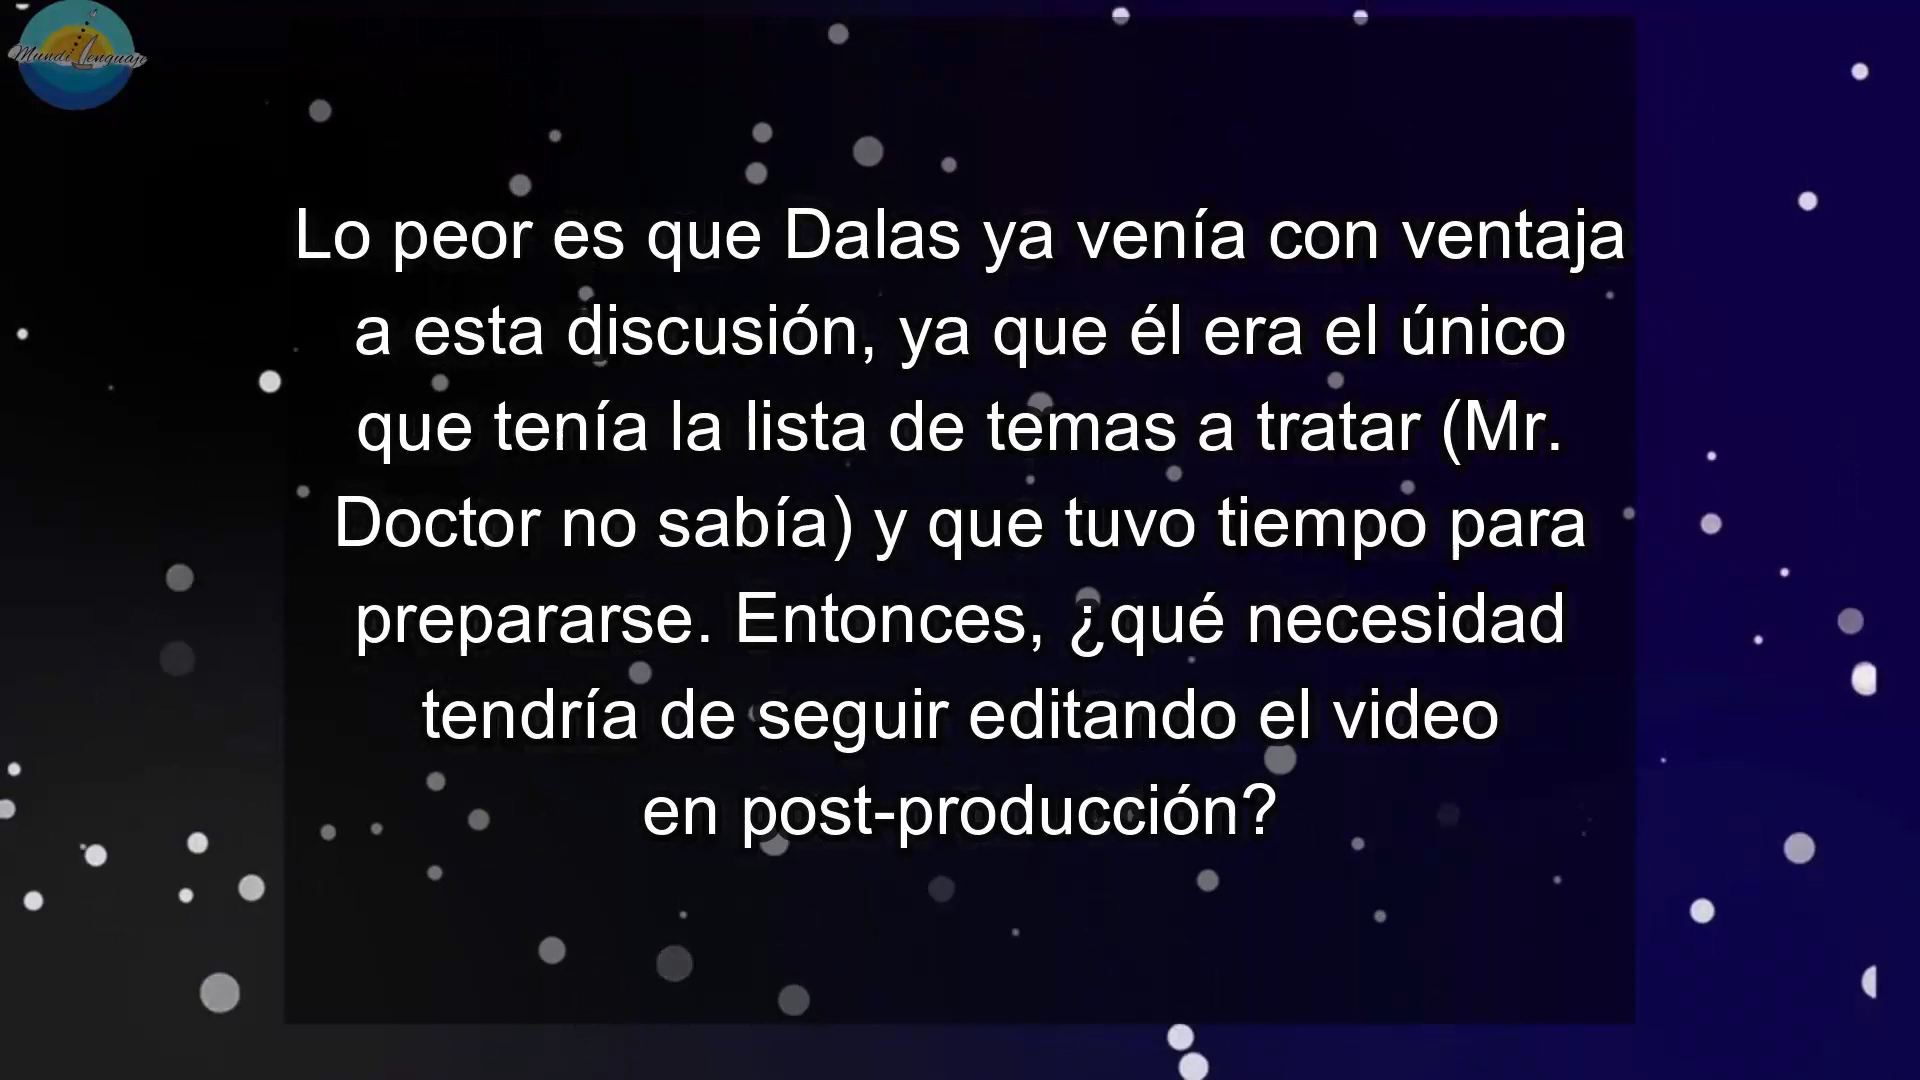 Mundi Lenguaje
Lo peor es que Dalas ya venía con ventaja
a esta discusión, ya que él era el único
que tenía la lista de temas a tratar (Mr.
Doctor no sabía) y que tuvo tiempo para
prepararse. Entonces, ¿qué necesidad
tendría de seguir editando el video
en post-producción?